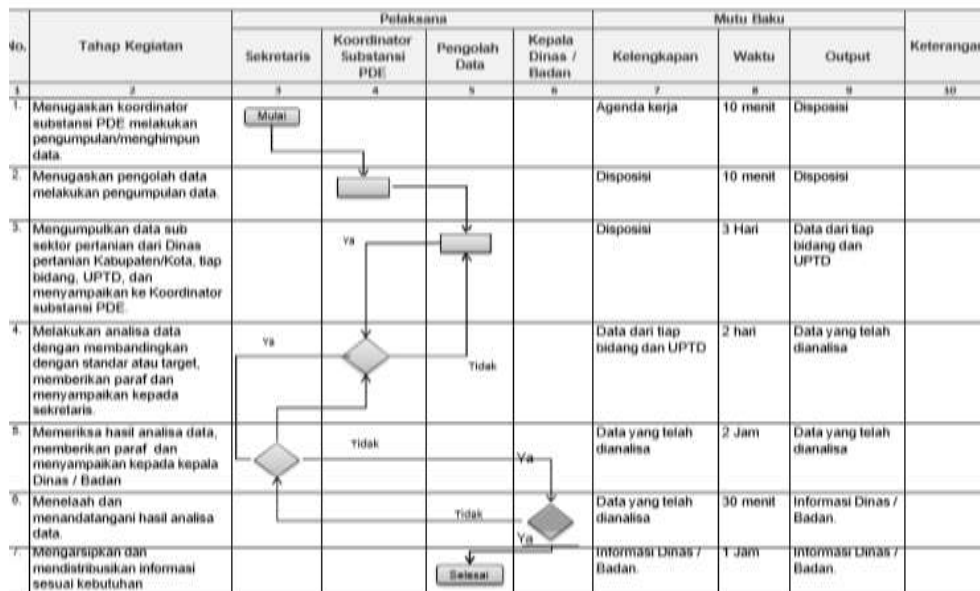 Pelaksana
Mutu Baku
No.
Tahap Kegiatan
Sekretaris
Koordinator
Substansi
PDE
Pengolah
Data
Kepala
Dinas /
Badan
Kelengkapan
Waktu
Output
Keterangan
1
2
3
4
5
6
7
8
9
10
1.
Menugaskan koordinator
substansi PDE melakukan
pengumpulan/menghimpun
data.
Mulai
Agenda kerja
10 menit
Disposisi
2.
Menugaskan pengolah data
melakukan pengumpulan data.
Disposisi
10 menit
Disposisi
3.
Mengumpulkan data sub
sektor pertanian dari Dinas
pertanian Kabupaten/Kota, tiap
bidang, UPTD, dan
menyampaikan ke Koordinator
substansi PDE.
Ya
Disposisi
3 Hari
Data dari tiap
bidang dan
UPTD
4.
Melakukan analisa data
dengan membandingkan
dengan standar atau target,
memberikan paraf dan
menyampaikan kepada
sekretaris.
Ya
Tidak
Data dari tiap
bidang dan UPTD
2 hari
Data yang telah
dianalisa
5.
Memeriksa hasil analisa data,
memberikan paraf dan
menyampaikan kepada kepala
Dinas / Badan
Tidak
Ya
Data yang telah
dianalisa
2 Jam
Data yang telah
dianalisa
6.
Menelaah dan
menandatangani hasil analisa
data.
Tidak
Ya
Data yang telah
dianalisa
30 menit
Informasi Dinas /
Badan.
7.
Mengarsipkan dan
mendistribusikan informasi
sesuai kebutuhan
Selesai
Informasi Dinas /
Badan.
1 Jam
Informasi Dinas /
Badan.